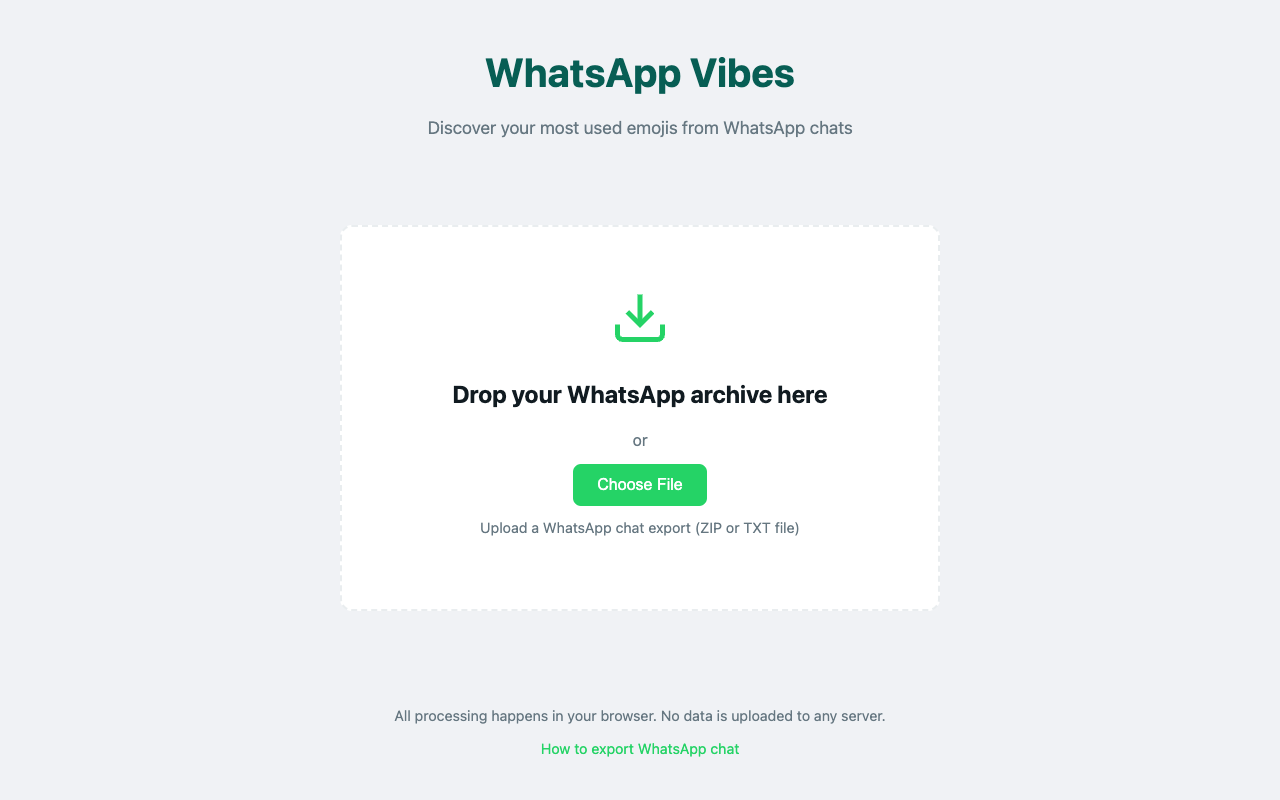 WhatsApp Vibes
Discover your most used emojis from WhatsApp chats
Drop your WhatsApp archive here
or
Choose File
Upload a WhatsApp chat export (ZIP or TXT file)
All processing happens in your browser. No data is uploaded to any server.
How to export WhatsApp chat